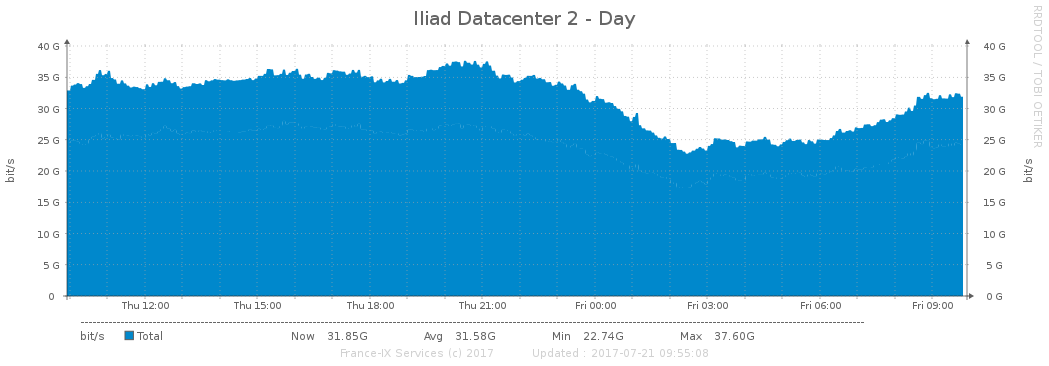 Iliad Datacenter 2 - Day
RRDTOOL / TOBI OETIKER
40 G 40 G
35 G 35 G
30 G 30 G
25 G 25 G
20 G 20 G
15 G 15 G
10 G 10 G
5 G 5 G
0 0 G
bit/s bit/s
Thu 12:00 Thu 15:00 Thu 18:00 Thu 21:00 Fri 00:00 Fri 03:00 Fri 06:00 Fri 09:00
bit/s Total Now 31.85G Avg 31.58G Min 22.74G Max 37.60G
France-IX Services (c) 2017 Updated : 2017-07-21 09:55:08